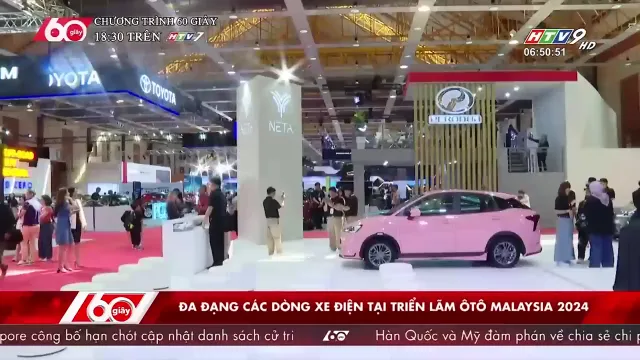 60 giây
CHƯƠNG TRÌNH 60 GIÂY
18:30 TRÊN HTV7
HTV9 HD
06:50:51
TOYOTA
TOYOTA
NETA
PERODUA
60 giây
ĐA DẠNG CÁC DÒNG XE ĐIỆN TẠI TRIỂN LÃM ÔTÔ MALAYSIA 2024
pore công bố hạn chót cập nhật danh sách cử tri 60 Hàn Quốc và Mỹ đàm phán về chia sẻ chi p